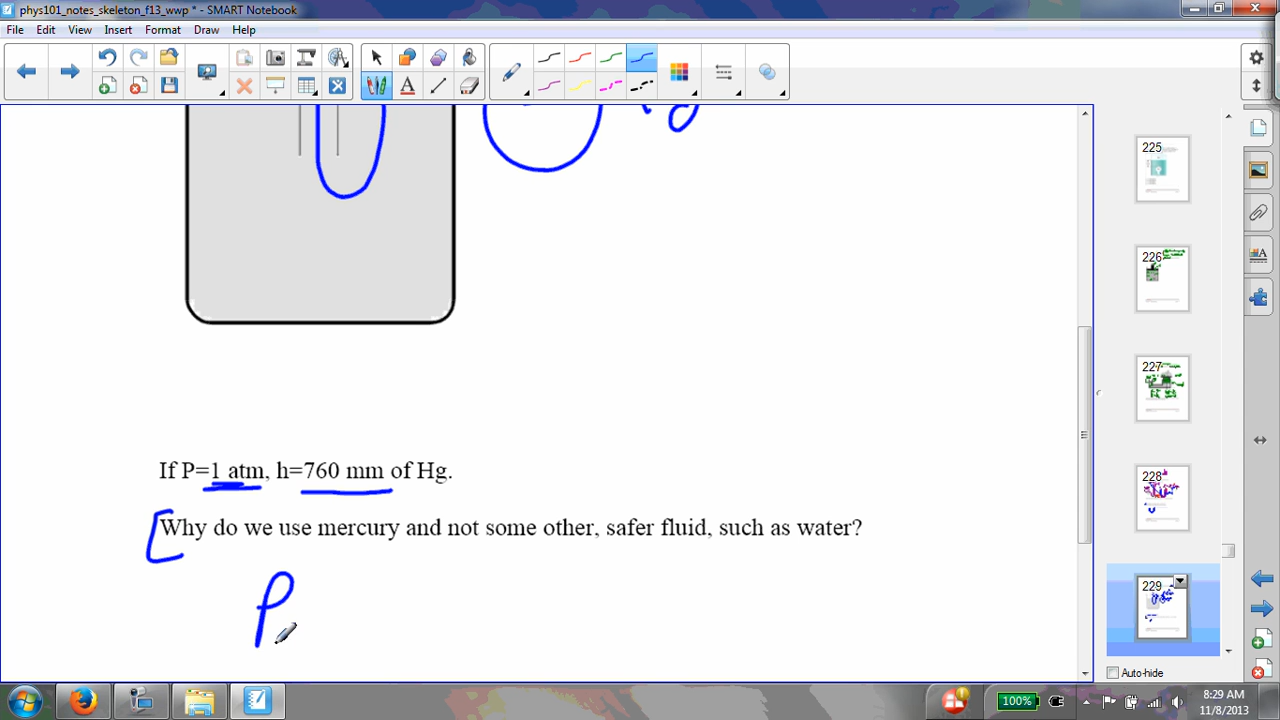 phys101_notes_skeleton_f13_wwp * - SMART Notebook
File Edit View Insert Format Draw Help
225
226
227
228
229
If P=1 atm, h=760 mm of Hg.
Why do we use mercury and not some other, safer fluid, such as water?
P
Auto-hide
100%
8:29 AM
11/8/2013